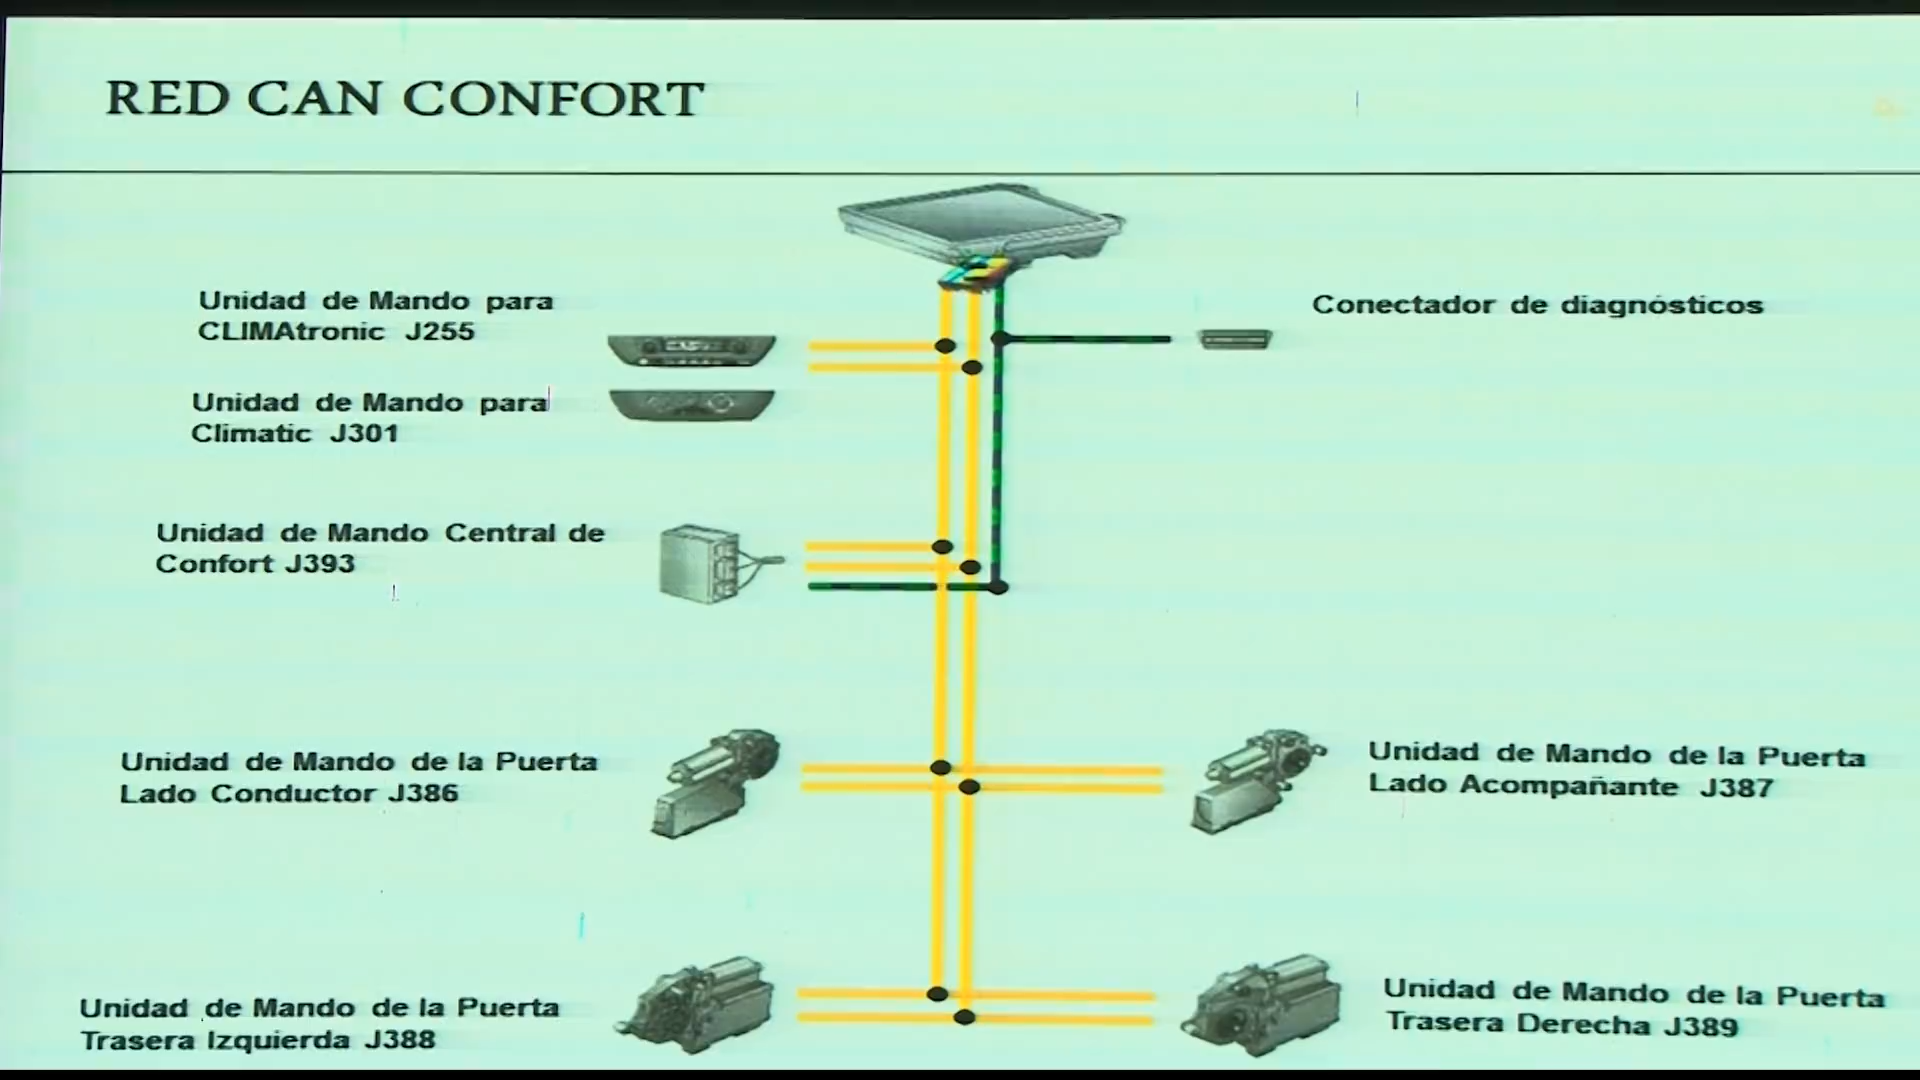 RED CAN CONFORT
Unidad de Mando para
CLIMAtronic J255
Conectador de diagnósticos
Unidad de Mando para
Climatic J301
Unidad de Mando Central de
Confort J393
Unidad de Mando de la Puerta
Lado Conductor J386
Unidad de Mando de la Puerta
Lado Acompañante J387
Unidad de Mando de la Puerta
Trasera Izquierda J388
Unidad de Mando de la Puerta
Trasera Derecha J389